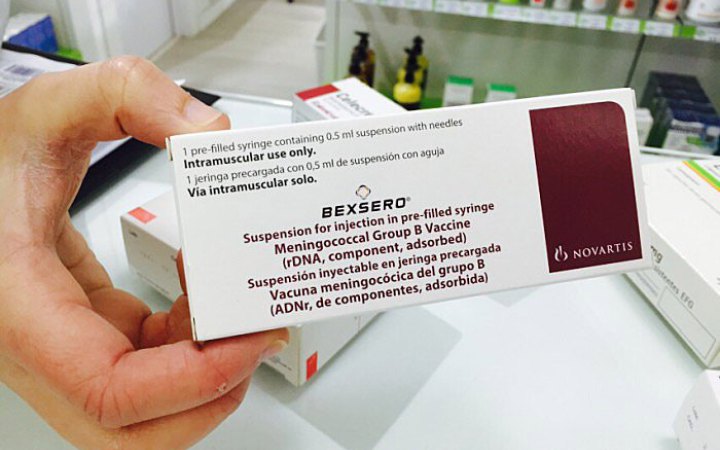 1 pre-filled syringe containing 0.5 ml suspension with needles
Intramuscular use only.
1 jeringa precargada con 0,5 ml de suspensión con aguja
Vía intramuscular solo.
BEXSERO®
Suspension for injection in pre-filled syringe
Meningococcal Group B Vaccine
(rDNA, component, adsorbed)
Suspensión inyectable en jeringa precargada
Vacuna meningocócica del grupo B
(ADNr, de componentes, adsorbida)
NOVARTIS
mg
EFG